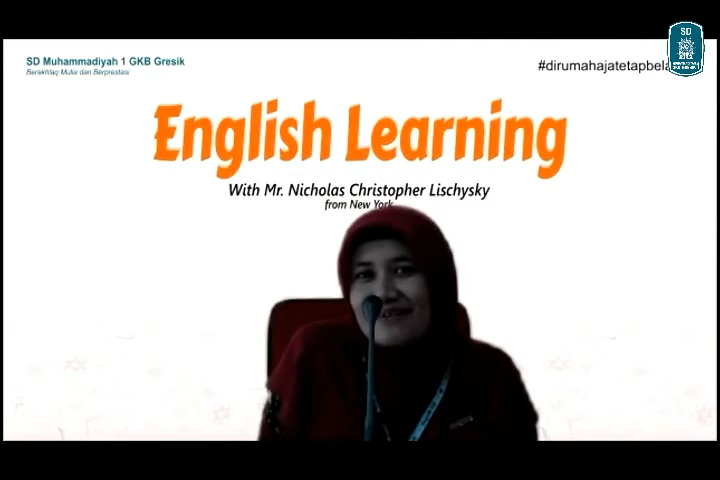 SD Muhammadiyah 1 GKB Gresik
Berakhlaq Mulia dan Berprestasi
#dirumahajatetapbela
SD
English Learning
With Mr. Nicholas Christopher Lischysky
from New York